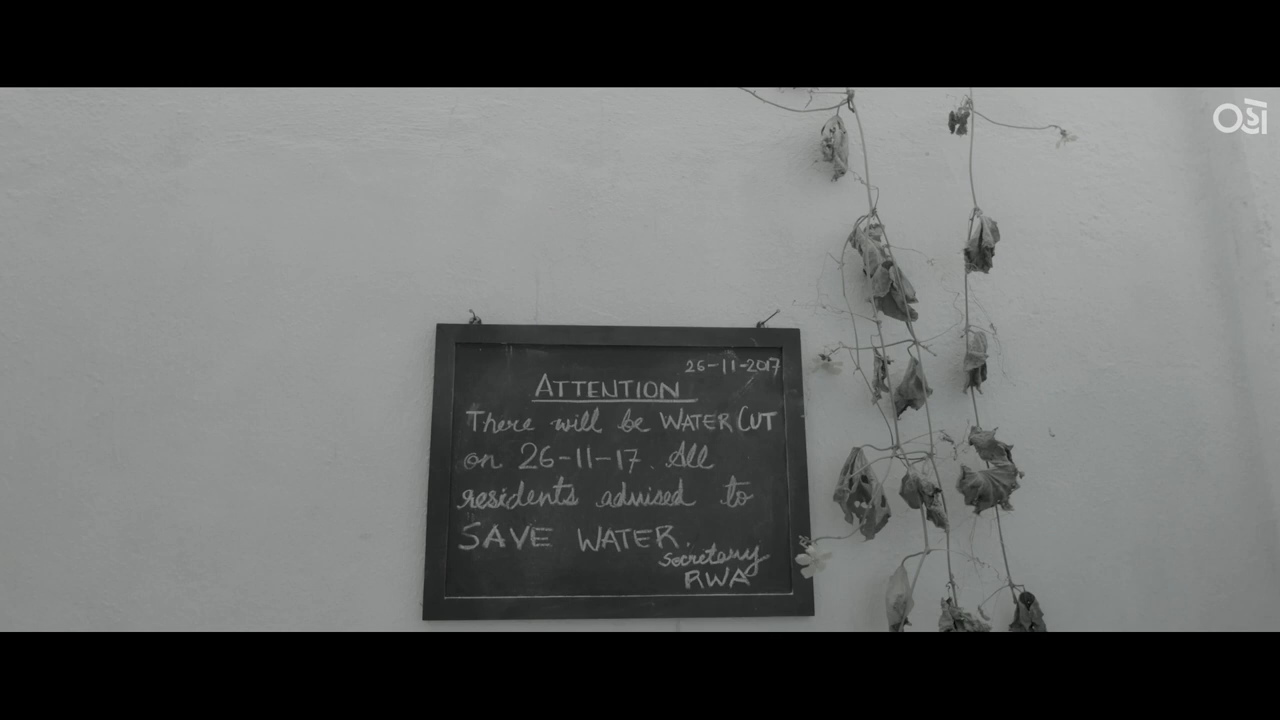 26-11-2017
ATTENTION
There will be WATER CUT
on 26-11-17. All
residents advised to
SAVE WATER.
Secretary
RWA